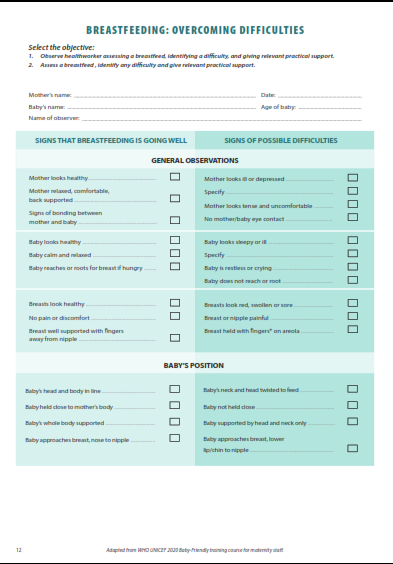 BREASTFEEDING: OVERCOMING DIFFICULTIES
Select the objective:
1. Observe healthworker assessing a breastfeed, identifying a difficulty, and giving relevant practical support.
2. Assess a breastfeed , identify any difficulty and give relevant practical support.
Mother's name: Date:
Baby's name: Age of baby:
Name of observer:
SIGNS THAT BREASTFEEDING IS GOING WELL SIGNS OF POSSIBLE DIFFICULTIES
GENERAL OBSERVATIONS
Mother looks healthy
Mother relaxed, comfortable,
back supported
Signs of bonding between
mother and baby
Mother looks ill or depressed
Specify
Mother looks tense and uncomfortable
No mother/baby eye contact
Baby looks healthy
Baby calm and relaxed
Baby reaches or roots for breast if hungry
Baby looks sleepy or ill
Specify
Baby is restless or crying
Baby does not reach or root
Breasts look healthy
No pain or discomfort
Breast well supported with fingers
away from nipple
Breasts look red, swollen or sore
Breast or nipple painful
Breast held with fingers* on areola
BABY'S POSITION
Baby's head and body in line
Baby held close to mother's body
Baby's whole body supported
Baby approaches breast, nose to nipple
Baby's neck and head twisted to feed
Baby not held close
Baby supported by head and neck only
Baby approaches breast, lower
lip/chin to nipple
12 Adapted from WHO UNICEF 2020 Baby-Friendly training course for maternity staff.